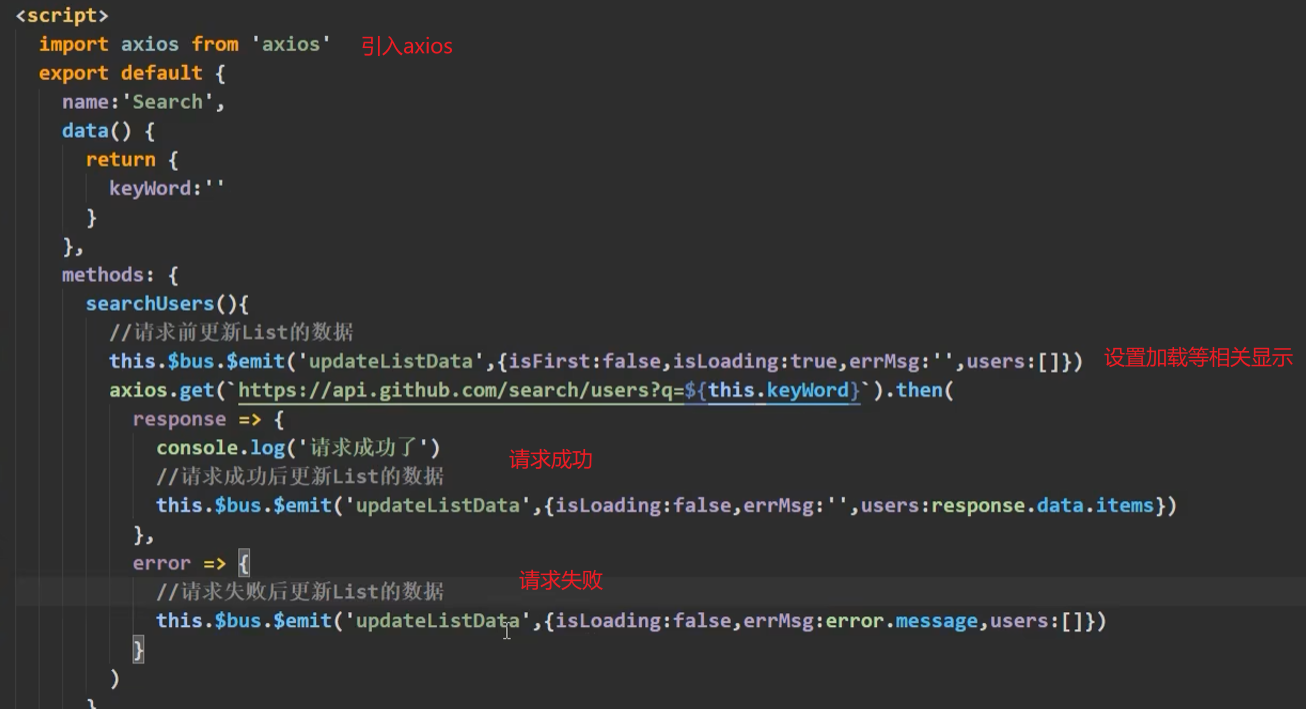 <script>
import axios from 'axios' 引入axios
export default {
name:'Search',
data() {
return {
keyWord:''
}
},
methods: {
searchUsers(){
//请求前更新List的数据
this.$bus.$emit('updateListData',{isFirst:false,isLoading:true,errMsg:'',users:[]}) 设置加载等相关显示
axios.get(`https://api.github.com/search/users?q=${this.keyWord}`).then(
response => {
console.log('请求成功了')
请求成功
//请求成功后更新List的数据
this.$bus.$emit('updateListData',{isLoading:false,errMsg:'',users:response.data.items})
},
error => {
请求失败
//请求失败后更新List的数据
this.$bus.$emit('updateListData',{isLoading:false,errMsg:error.message,users:[]})
}
)
}